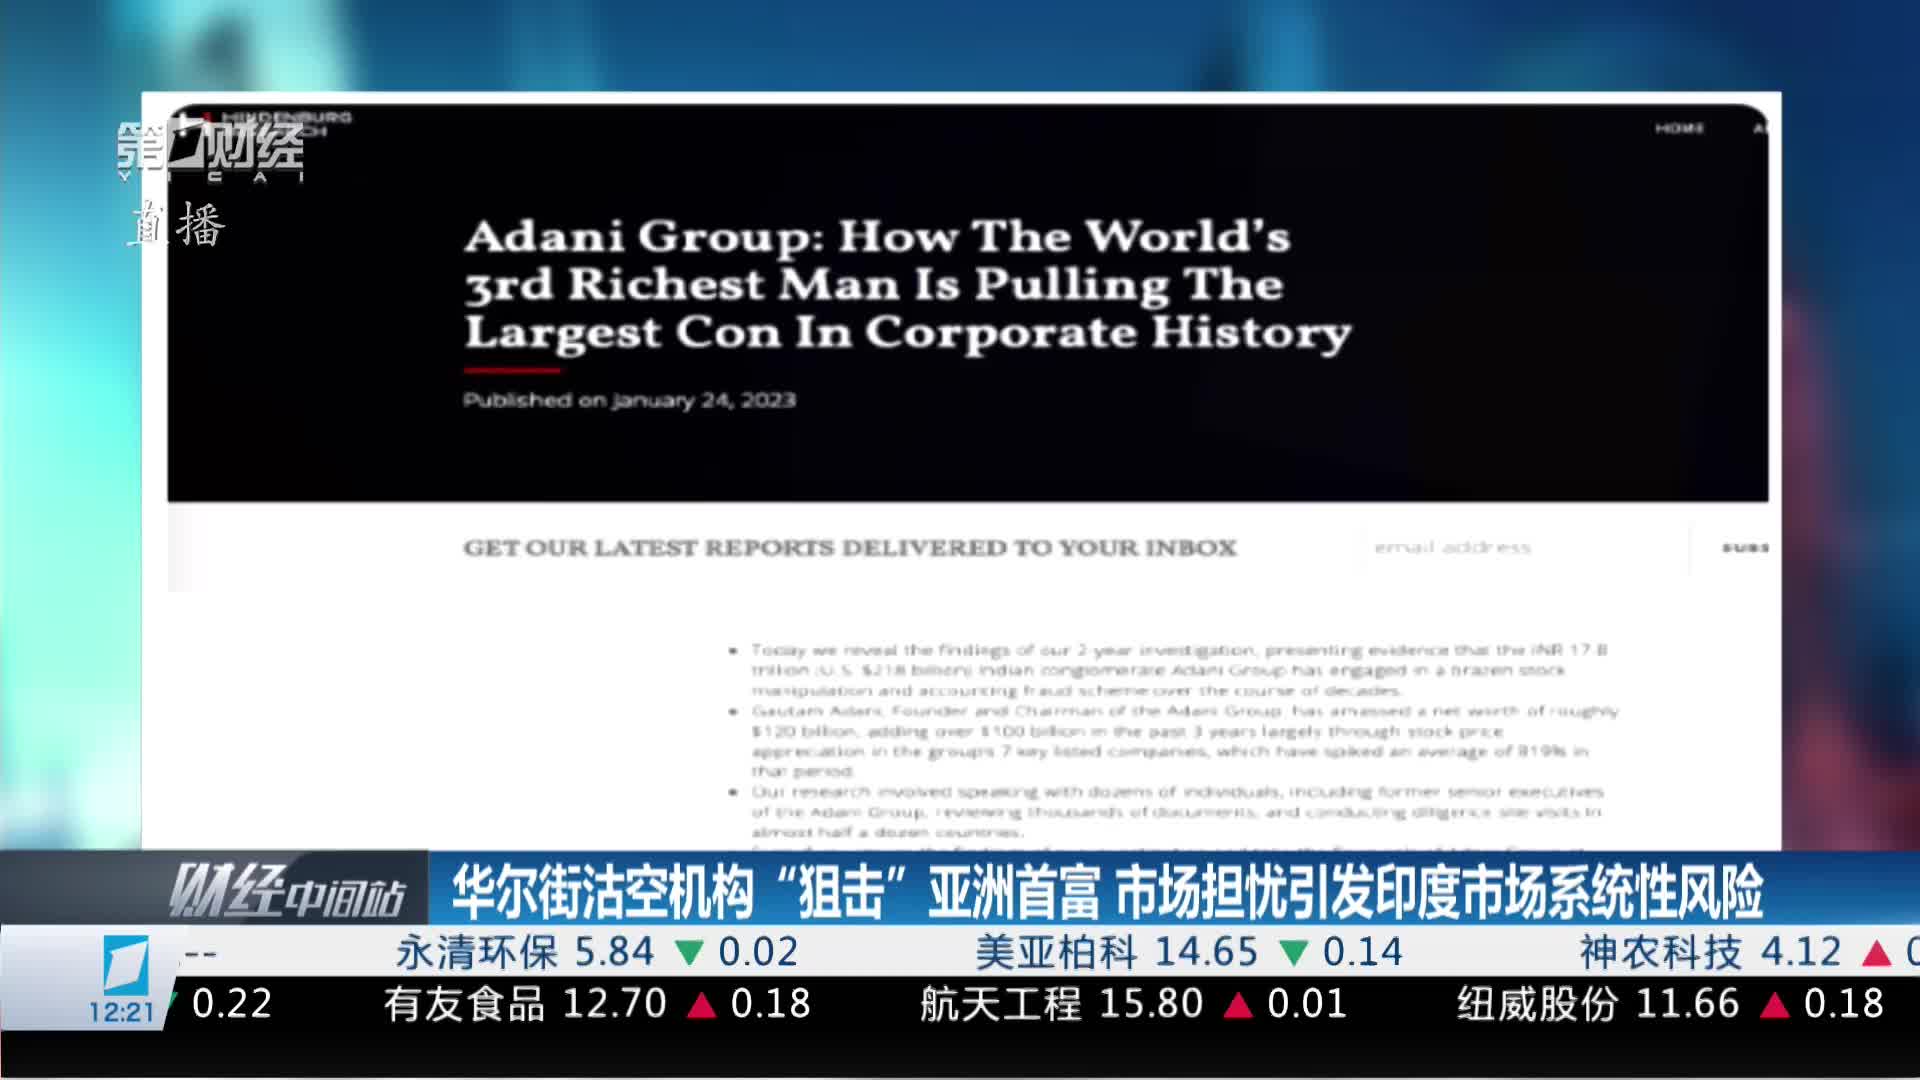 HINDENBURG
第一财经
YICAI
直播
HOME
Adani Group: How The World's
3rd Richest Man Is Pulling The
Largest Con In Corporate History
Published on January 24, 2023
GET OUR LATEST REPORTS DELIVERED TO YOUR INBOX
email address
SUBS
Today we reveal the findings of our 2-year investigation, presenting evidence that the INR 17.8
trillion (U.S. $218 billion) Indian conglomerate Adani Group has engaged in a brazen stock
manipulation and accounting fraud scheme over the course of decades.
Gautam Adani, Founder and Chairman of the Adani Group, has amassed a net worth of roughly
$120 billion, adding over $100 billion in the past 3 years largely through stock price
appreciation in the group's 7 key listed companies, which have spiked an average of 819% in
that period.
Our research involved speaking with dozens of individuals, including former senior executives
of the Adani Group, reviewing thousands of documents, and conducting diligence site visits in
almost half a dozen countries.
财经中间站
华尔街沽空机构“狙击”亚洲首富 市场担忧引发印度市场系统性风险
-- 永清环保 5.84 ▼ 0.02 美亚柏科 14.65 ▼ 0.14 神农科技 4.12 ▲ 0
12:21
0.22 有友食品 12.70 ▲ 0.18 航天工程 15.80 ▲ 0.01 纽威股份 11.66 ▲ 0.18